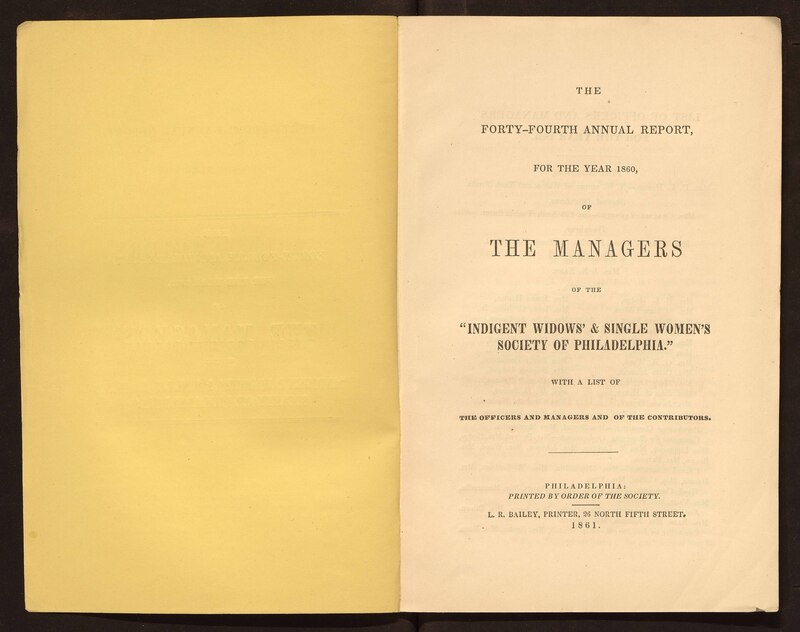 THE
FORTY-FOURTH ANNUAL REPORT,
FOR THE YEAR 1860,
OF
THE MANAGERS
OF THE
"INDIGENT WIDOWS' & SINGLE WOMEN'S
SOCIETY OF PHILADELPHIA."
WITH A LIST OF
THE OFFICERS AND MANAGERS AND OF THE CONTRIBUTORS.
PHILADELPHIA:
PRINTED BY ORDER OF THE SOCIETY.
L. R. BAILEY, PRINTER, 26 NORTH FIFTH STREET.
1861.